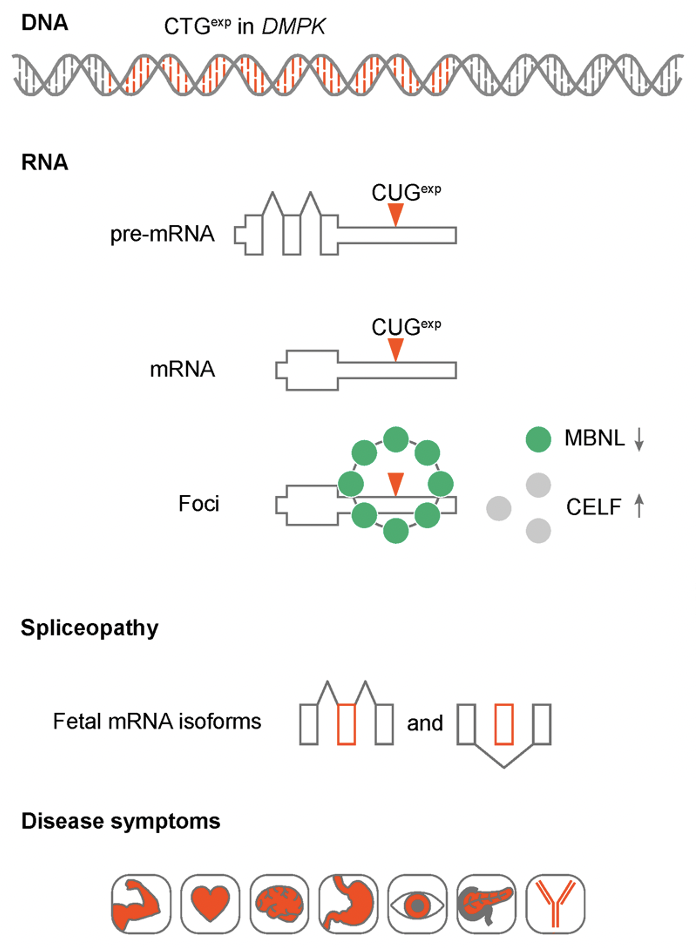 DNA
CTGexp in DMPK
RNA
CUGexp
pre-mRNA
CUGexp
mRNA
MBNL ↓
Foci
CELF ↑
Spliceopathy
Fetal mRNA isoforms
and
Disease symptoms